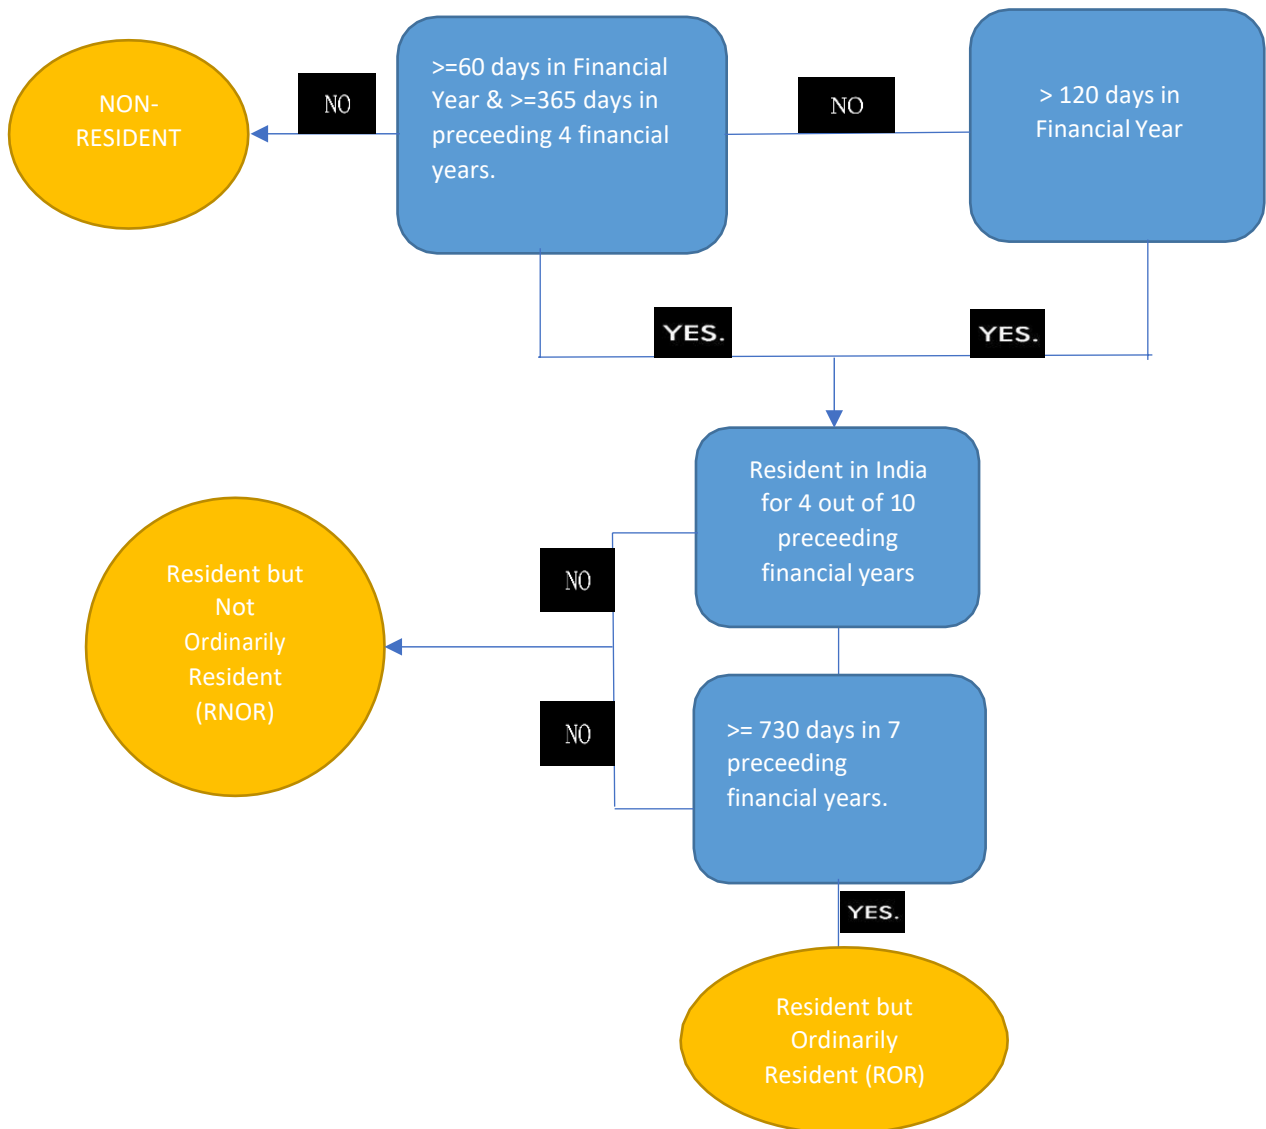 NON-
RESIDENT
NO
>=60 days in Financial
Year & >=365 days in
preceeding 4 financial
years.
NO
> 120 days in
Financial Year
YES.
YES.
Resident in India
for 4 out of 10
preceeding
financial years
NO
Resident but
Not
Ordinarily
Resident
(RNOR)
NO
>= 730 days in 7
preceeding
financial years.
YES.
Resident but
Ordinarily
Resident (ROR)